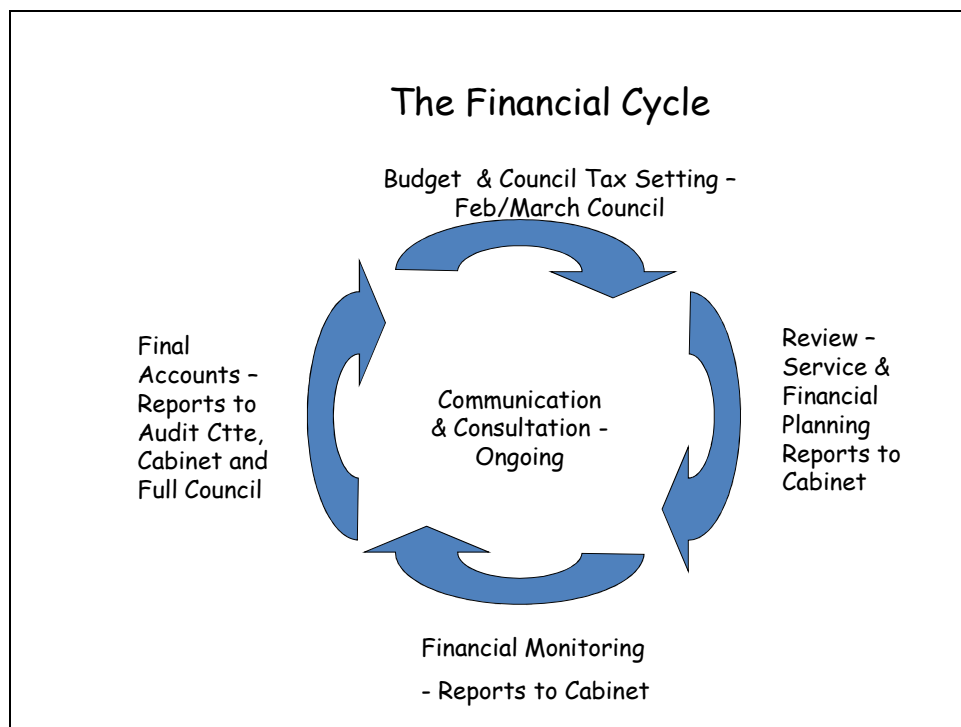 The Financial Cycle
Budget & Council Tax Setting –
Feb/March Council
Review –
Service &
Financial
Planning
Reports to
Cabinet
Financial Monitoring
- Reports to Cabinet
Final
Accounts –
Reports to
Audit Ctte,
Cabinet and
Full Council
Communication
& Consultation -
Ongoing